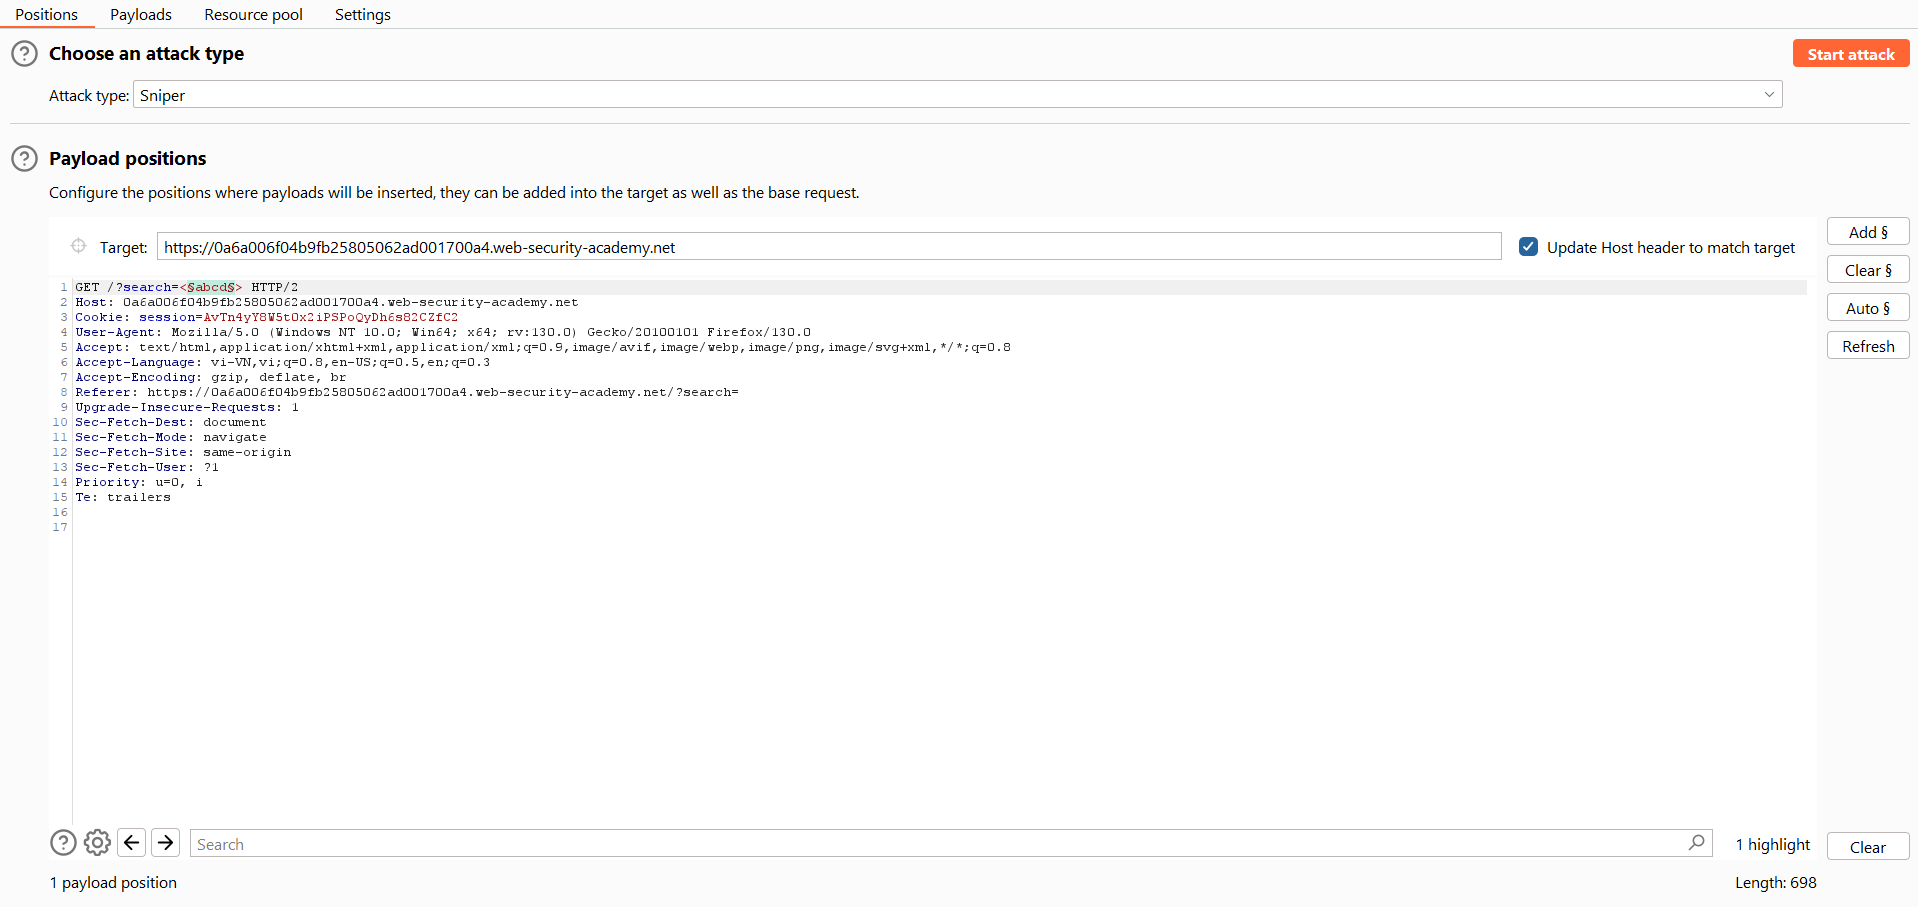 Positions Payloads Resource pool Settings
Choose an attack type
Start attack
Attack type: Sniper
Payload positions
Configure the positions where payloads will be inserted, they can be added into the target as well as the base request.
Target: https://0a6a006f04b9fb25805062ad001700a4.web-security-academy.net
Update Host header to match target
Add §
Clear §
Auto §
Refresh
1 GET /?search=<§abcd§> HTTP/2
2 Host: 0a6a006f04b9fb25805062ad001700a4.web-security-academy.net
3 Cookie: session=AvTn4yY8W5tOx2iPSPoQyDh6s82CZfC2
4 User-Agent: Mozilla/5.0 (Windows NT 10.0; Win64; x64; rv:130.0) Gecko/20100101 Firefox/130.0
5 Accept: text/html,application/xhtml+xml,application/xml;q=0.9,image/avif,image/webp,image/png,image/svg+xml,*/*;q=0.8
6 Accept-Language: vi-VN,vi;q=0.8,en-US;q=0.5,en;q=0.3
7 Accept-Encoding: gzip, deflate, br
8 Referer: https://0a6a006f04b9fb25805062ad001700a4.web-security-academy.net/?search=
9 Upgrade-Insecure-Requests: 1
10 Sec-Fetch-Dest: document
11 Sec-Fetch-Mode: navigate
12 Sec-Fetch-Site: same-origin
13 Sec-Fetch-User: ?1
14 Priority: u=0, i
15 Te: trailers
16
17
Search
1 highlight
Clear
1 payload position
Length: 698